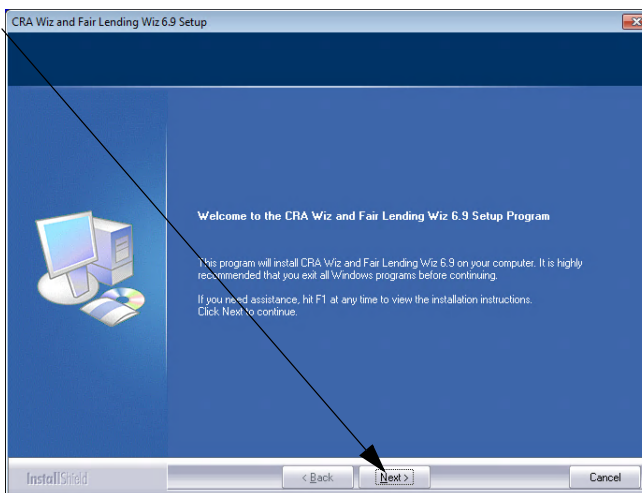 CRA Wiz and Fair Lending Wiz 6.9 Setup
Welcome to the CRA Wiz and Fair Lending Wiz 6.9 Setup Program
This program will install CRA Wiz and Fair Lending Wiz 6.9 on your computer. It is highly
recommended that you exit all Windows programs before continuing.
If you need assistance, hit F1 at any time to view the installation instructions.
Click Next to continue.
InstallShield
< Back
Next >
Cancel